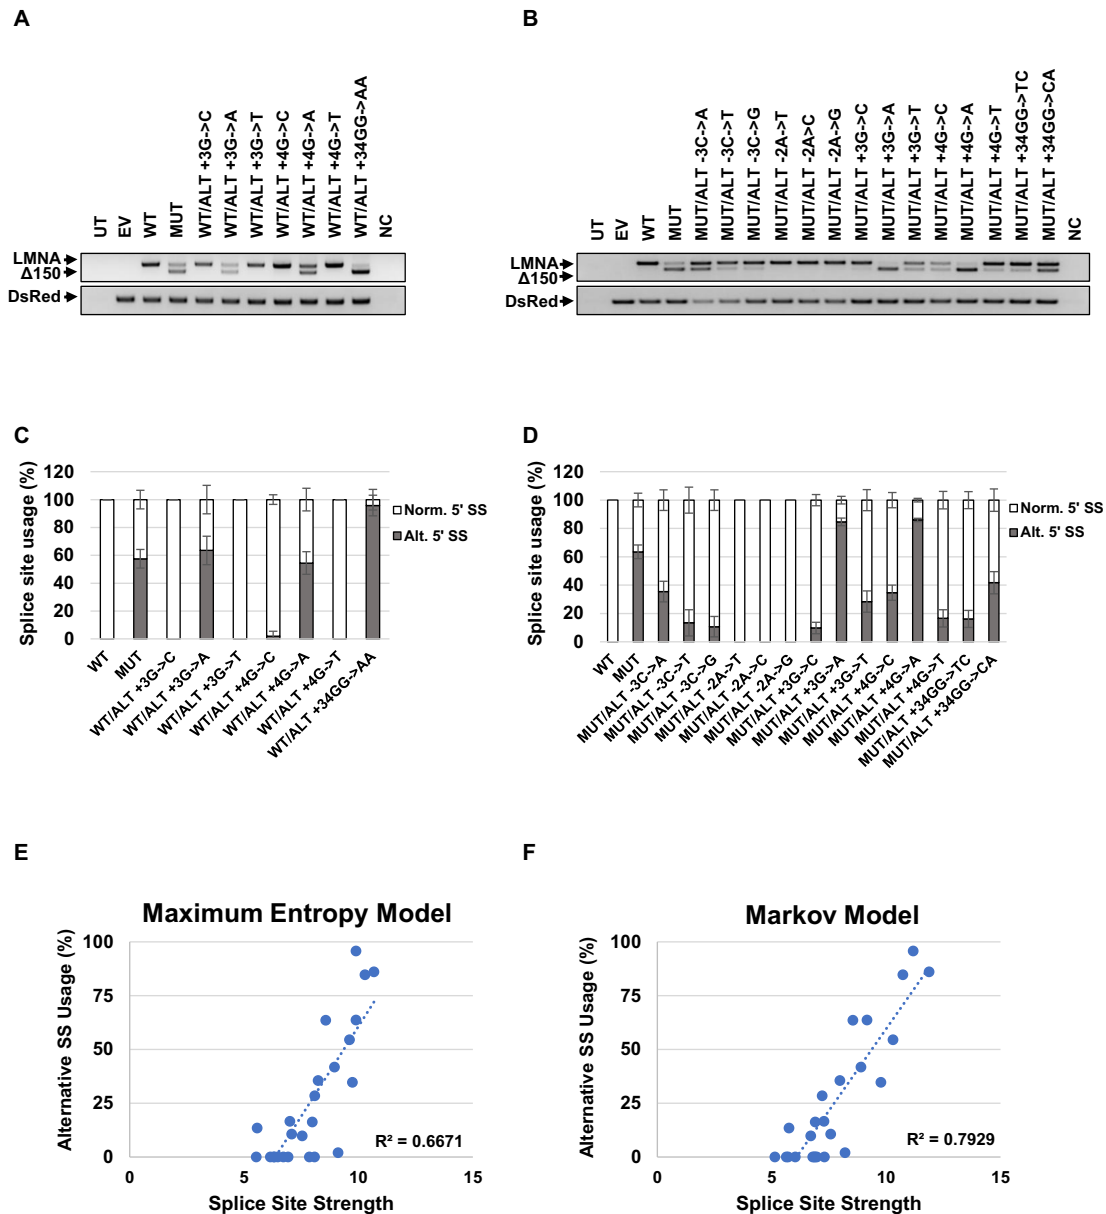 A
UT
EV
WT
MUT
WT/ALT +3G->C
WT/ALT +3G->A
WT/ALT +3G->T
WT/ALT +4G->C
WT/ALT +4G->A
WT/ALT +4G->T
WT/ALT +34GG->AA
NC
LMNA
Δ150
DsRed
B
UT
EV
WT
MUT
MUT/ALT -3C->A
MUT/ALT -3C->T
MUT/ALT -3C->G
MUT/ALT -2A->T
MUT/ALT -2A>C
MUT/ALT -2A->G
MUT/ALT +3G->C
MUT/ALT +3G->A
MUT/ALT +3G->T
MUT/ALT +4G->C
MUT/ALT +4G->A
MUT/ALT +4G->T
MUT/ALT +34GG->TC
MUT/ALT +34GG->CA
NC
LMNA
Δ150
DsRed
C
Splice site usage (%)
120
100
80
60
40
20
0
Norm. 5' SS
Alt. 5' SS
WT
MUT
WT/ALT +3G->C
WT/ALT +3G->A
WT/ALT +3G->T
WT/ALT +4G->C
WT/ALT +4G->A
WT/ALT +4G->T
WT/ALT +34GG->AA
D
Splice site usage (%)
120
100
80
60
40
20
0
Norm. 5' SS
Alt. 5' SS
WT
MUT
MUT/ALT -3C->A
MUT/ALT -3C->T
MUT/ALT -3C->G
MUT/ALT -2A->T
MUT/ALT -2A->C
MUT/ALT -2A->G
MUT/ALT +3G->C
MUT/ALT +3G->A
MUT/ALT +3G->T
MUT/ALT +4G->C
MUT/ALT +4G->A
MUT/ALT +4G->T
MUT/ALT +34GG->TC
MUT/ALT +34GG->CA
E
Maximum Entropy Model
Alternative SS Usage (%)
100
75
50
25
0
R² = 0.6671
0
5
10
15
Splice Site Strength
F
Markov Model
Alternative SS Usage (%)
100
75
50
25
0
R² = 0.7929
0
5
10
15
Splice Site Strength